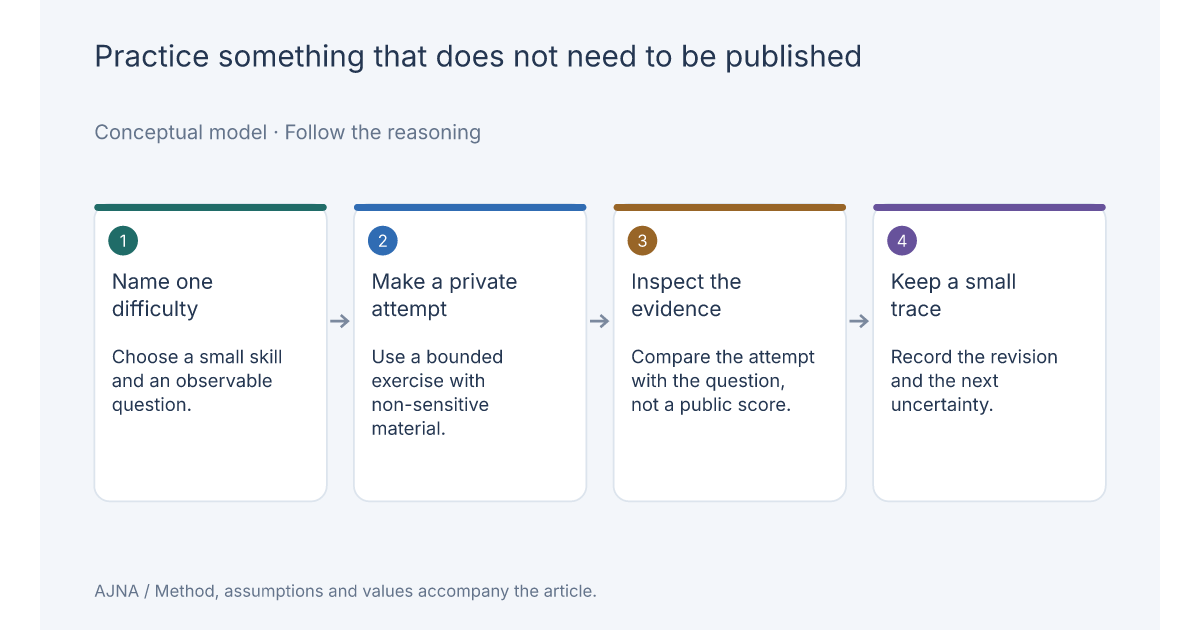 Practice something that does not need to be published
Conceptual model · Follow the reasoning
1
Name one
difficulty
Choose a small skill
and an observable
question.
2
Make a private
attempt
Use a bounded
exercise with
non-sensitive
material.
3
Inspect the
evidence
Compare the attempt
with the question,
not a public score.
4
Keep a small
trace
Record the revision
and the next
uncertainty.
AJNA / Method, assumptions and values accompany the article.